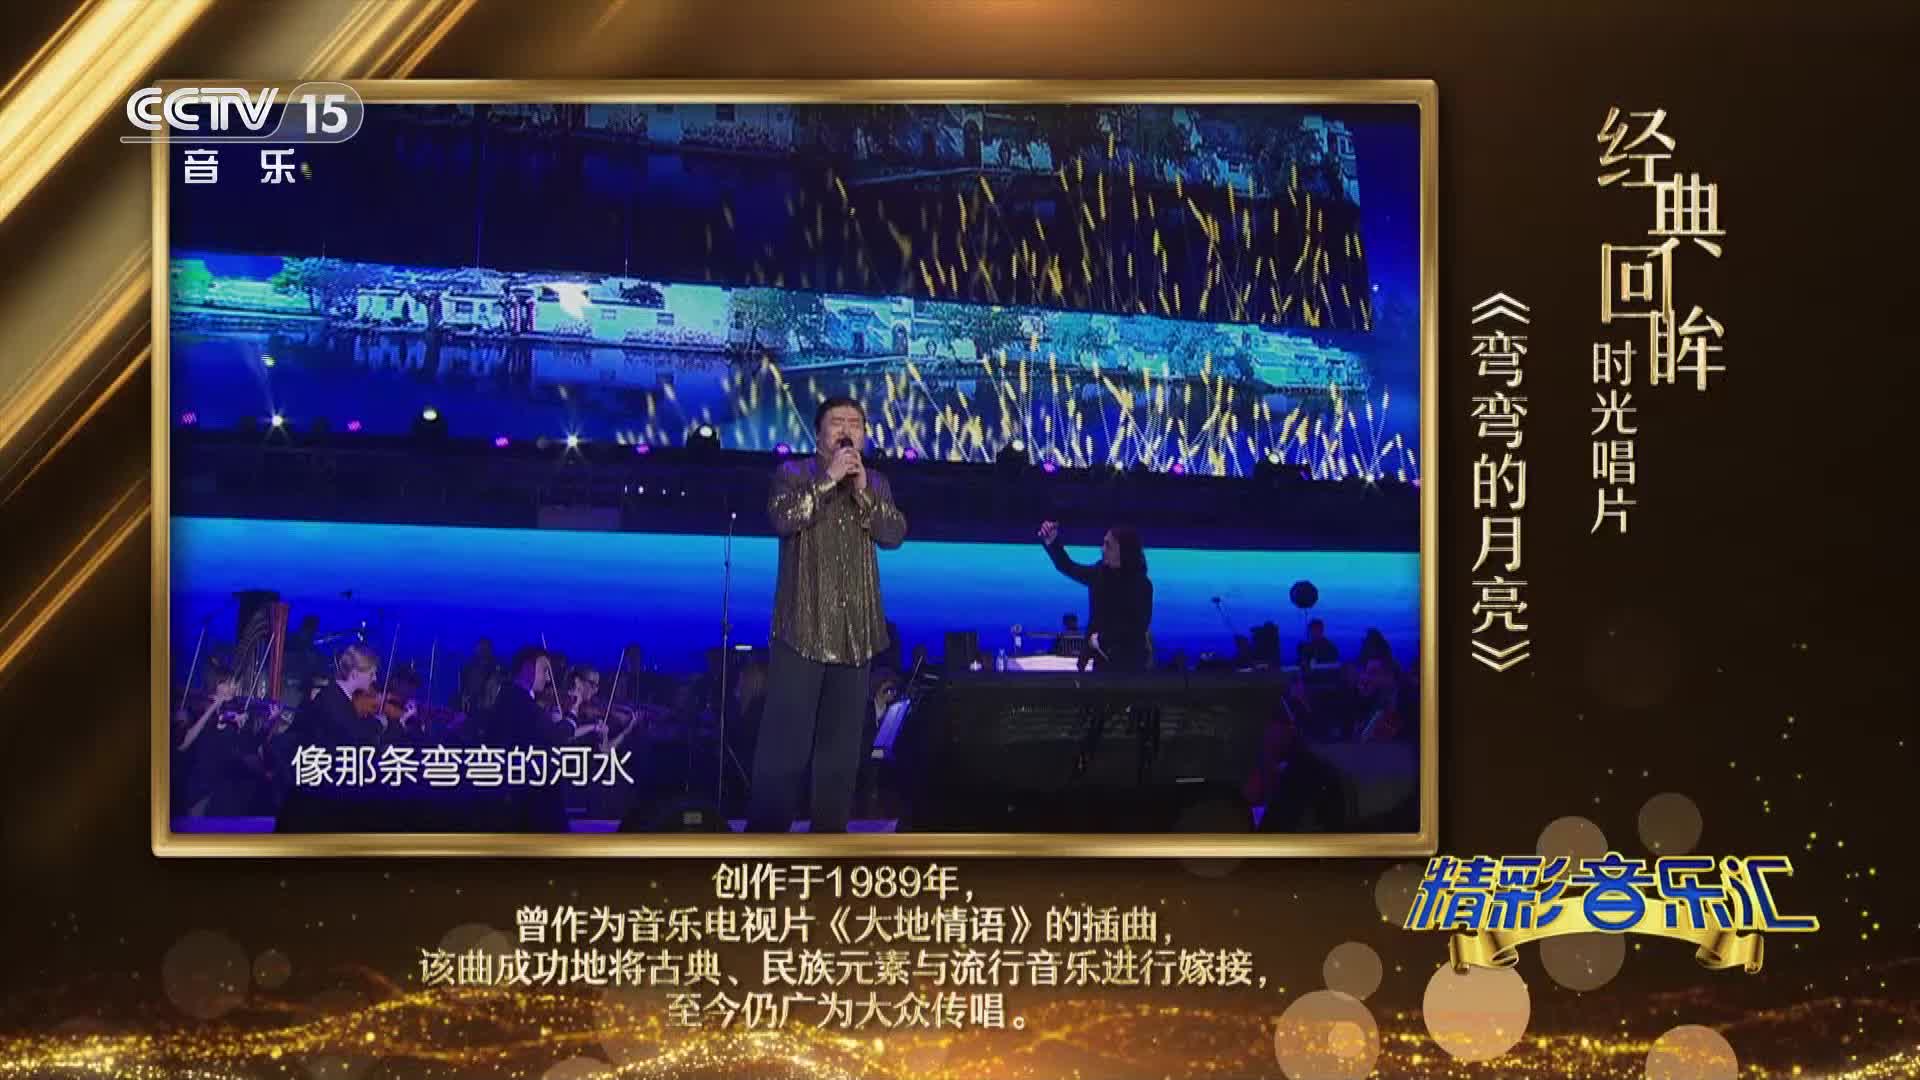 CCTV 15
音 乐
经典回眸
时光唱片
《弯弯的月亮》
像那条弯弯的河水
创作于1989年，
曾作为音乐电视片《大地情语》的插曲，
该曲成功地将古典、民族元素与流行音乐进行嫁接，
至今仍广为大众传唱。
精彩音乐汇